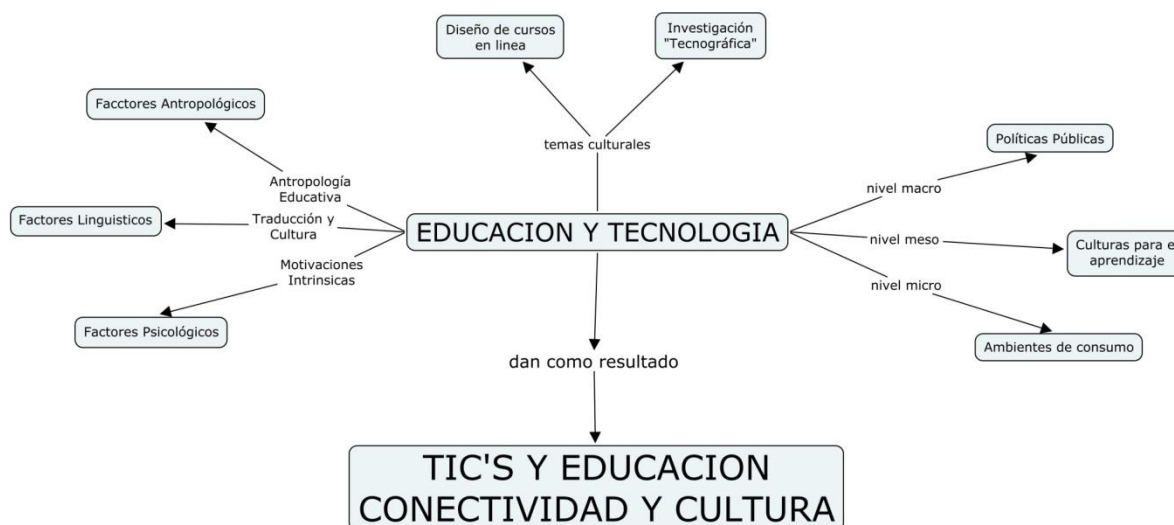 Diseño de cursos
en linea
Investigación
"Tecnográfica"
Facctores Antropológicos
temas culturales
Políticas Públicas
Antropología
Educativa
nivel macro
Factores Linguisticos
Traducción y
Cultura
EDUCACION Y TECNOLOGIA
nivel meso
Culturas para e
aprendizaje
Motivaciones
Intrinsicas
nivel micro
Factores Psicológicos
Ambientes de consumo
dan como resultado
TIC'S Y EDUCACION
CONECTIVIDAD Y CULTURA